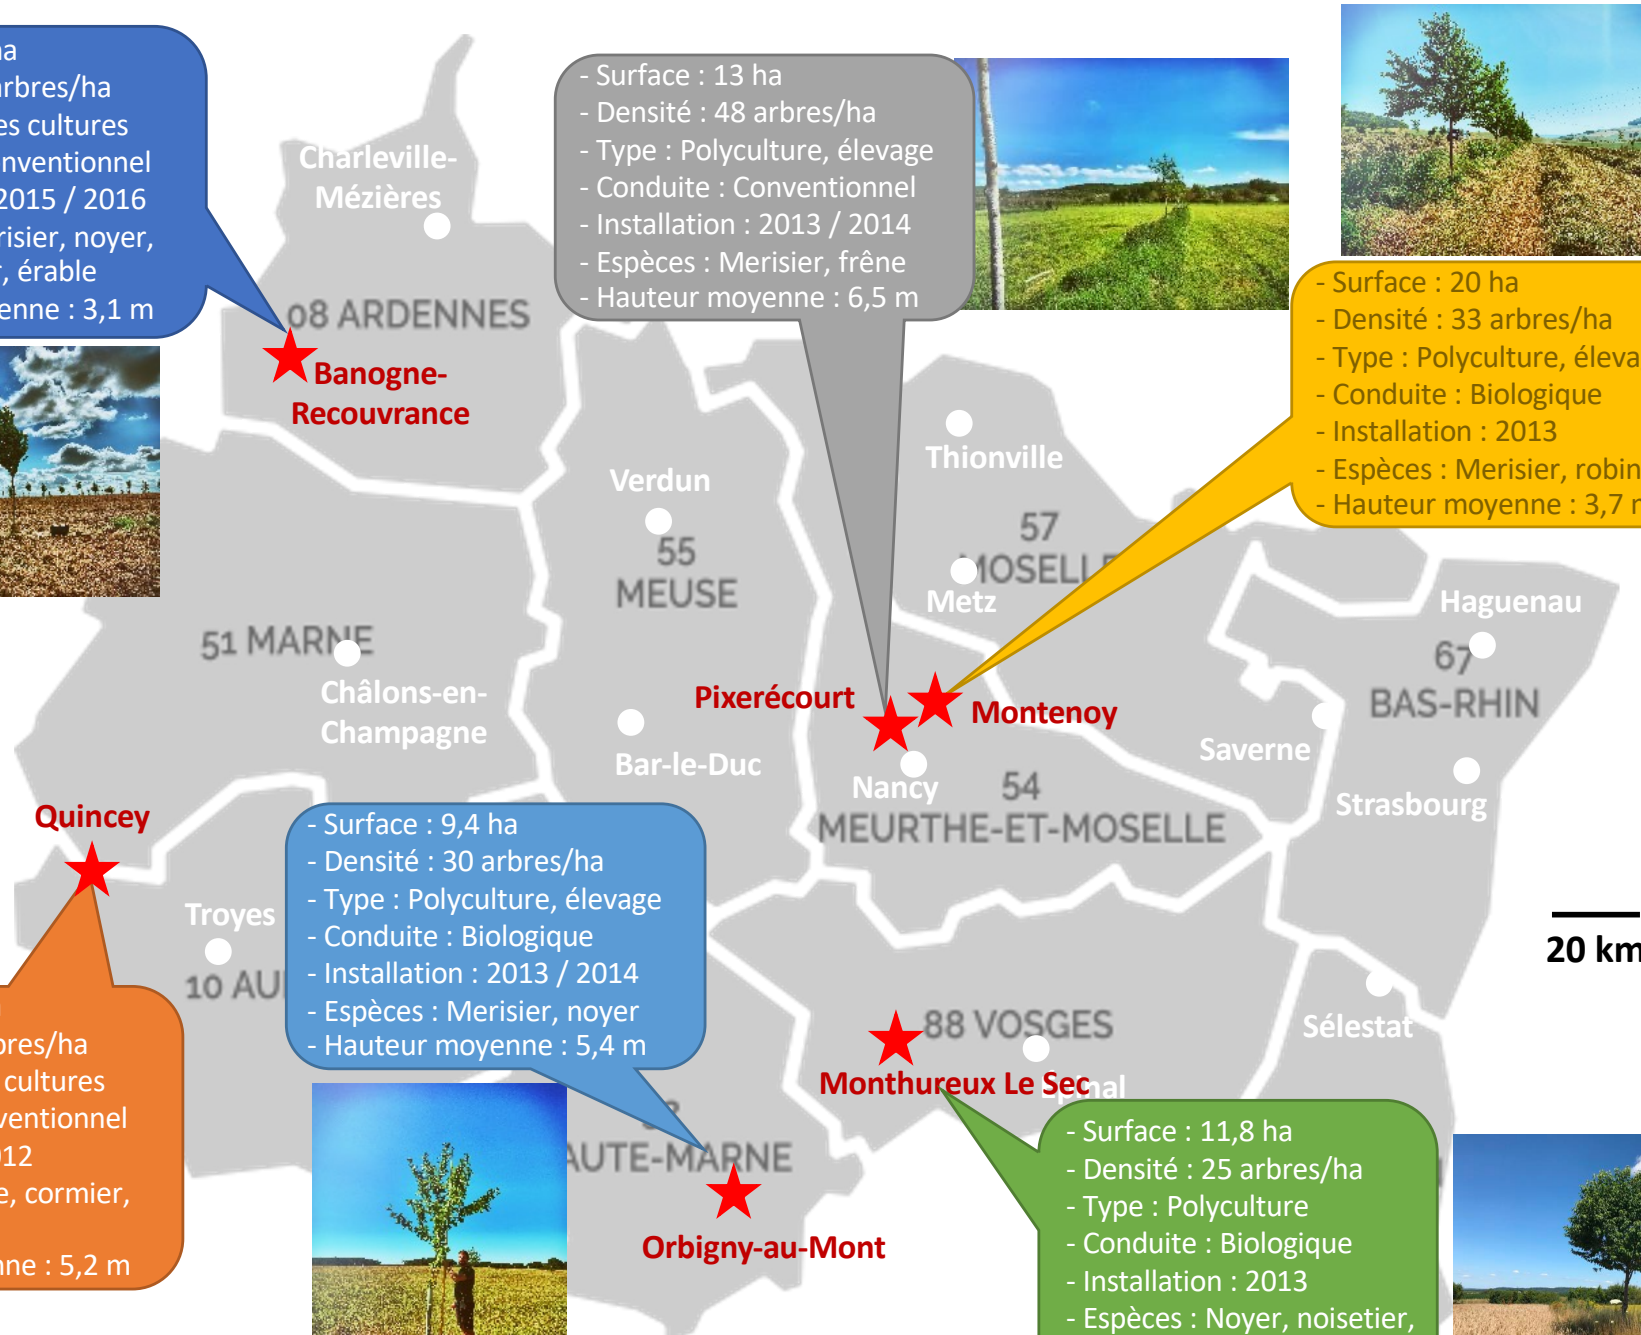 ha
arbres/ha
es cultures
nventionnel
2015 / 2016
risier, noyer,
, érable
enne : 3,1 m
- Surface : 13 ha
- Densité : 48 arbres/ha
- Type : Polyculture, élevage
- Conduite : Conventionnel
- Installation : 2013 / 2014
- Espèces : Merisier, frêne
- Hauteur moyenne : 6,5 m
- Surface : 20 ha
- Densité : 33 arbres/ha
- Type : Polyculture, éleva
- Conduite : Biologique
- Installation : 2013
- Espèces : Merisier, robin
- Hauteur moyenne : 3,7 m
Charleville-
Mézières
08 ARDENNES
Banogne-
Recouvrance
Verdun
55
MEUSE
Thionville
57
MOSELLE
Metz
Haguenau
67
BAS-RHIN
51 MARNE
Châlons-en-
Champagne
Bar-le-Duc
Pixerécourt
Montenoy
Nancy
54
MEURTHE-ET-MOSELLE
Saverne
Strasbourg
Quincey
Troyes
10 AU
- Surface : 9,4 ha
- Densité : 30 arbres/ha
- Type : Polyculture, élevage
- Conduite : Biologique
- Installation : 2013 / 2014
- Espèces : Merisier, noyer
- Hauteur moyenne : 5,4 m
20 km
Sélestat
88 VOSGES
Épinal
Monthureux Le Sec
bres/ha
cultures
ventionnel
012
e, cormier,
nne : 5,2 m
AUTE-MARNE
Orbigny-au-Mont
- Surface : 11,8 ha
- Densité : 25 arbres/ha
- Type : Polyculture
- Conduite : Biologique
- Installation : 2013
- Espèces : Noyer, noisetier,